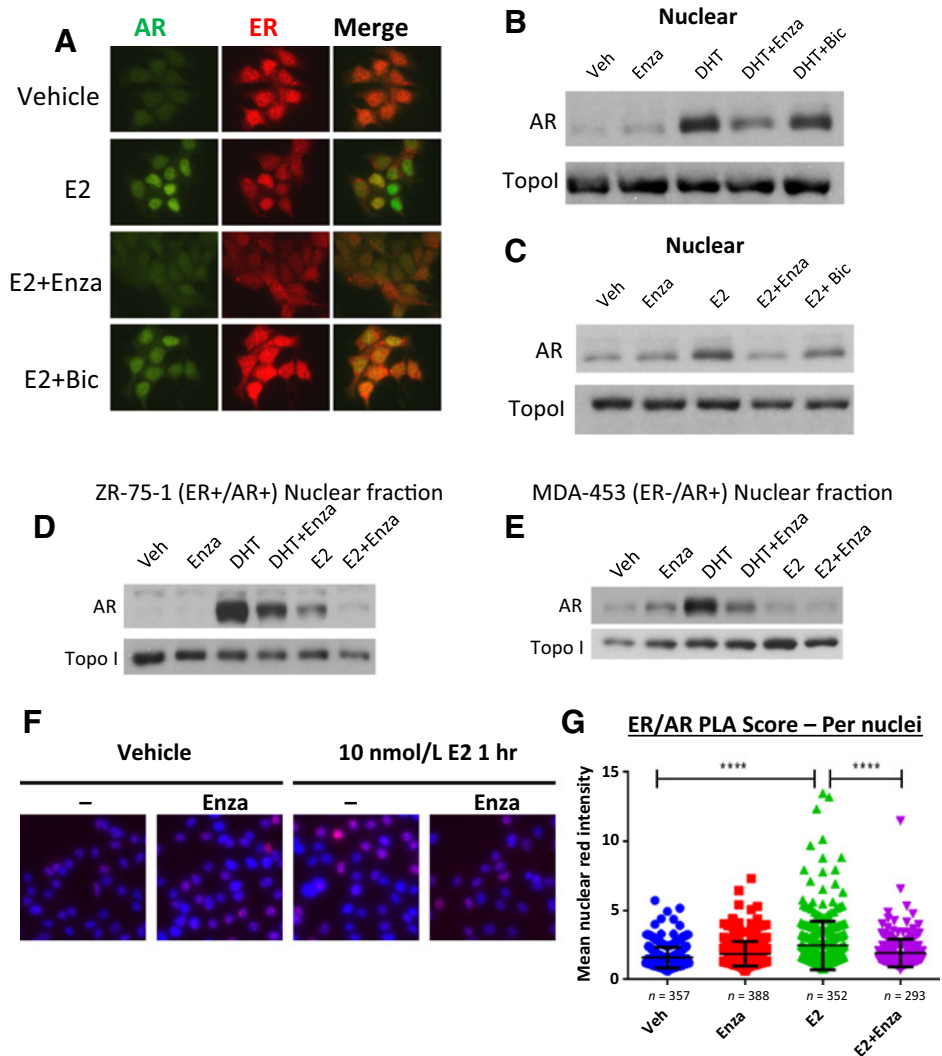 A
AR ER Merge
Vehicle
E2
E2+Enza
E2+Bic
B
Nuclear
Veh Enza DHT DHT+Enza DHT+Bic
AR
TopoI
C
Nuclear
Veh Enza E2 E2+Enza E2+ Bic
AR
TopoI
D
ZR-75-1 (ER+/AR+) Nuclear fraction
Veh Enza DHT DHT+Enza E2 E2+Enza
AR
Topo I
E
MDA-453 (ER-/AR+) Nuclear fraction
Veh Enza DHT DHT+Enza E2 E2+Enza
AR
Topo I
F
Vehicle 10 nmol/L E2 1 hr
– Enza – Enza
G
ER/AR PLA Score – Per nuclei
Mean nuclear red intensity
15
10
5
0
**** ****
n = 357 n = 388 n = 352 n = 293
Veh Enza E2 E2+Enza